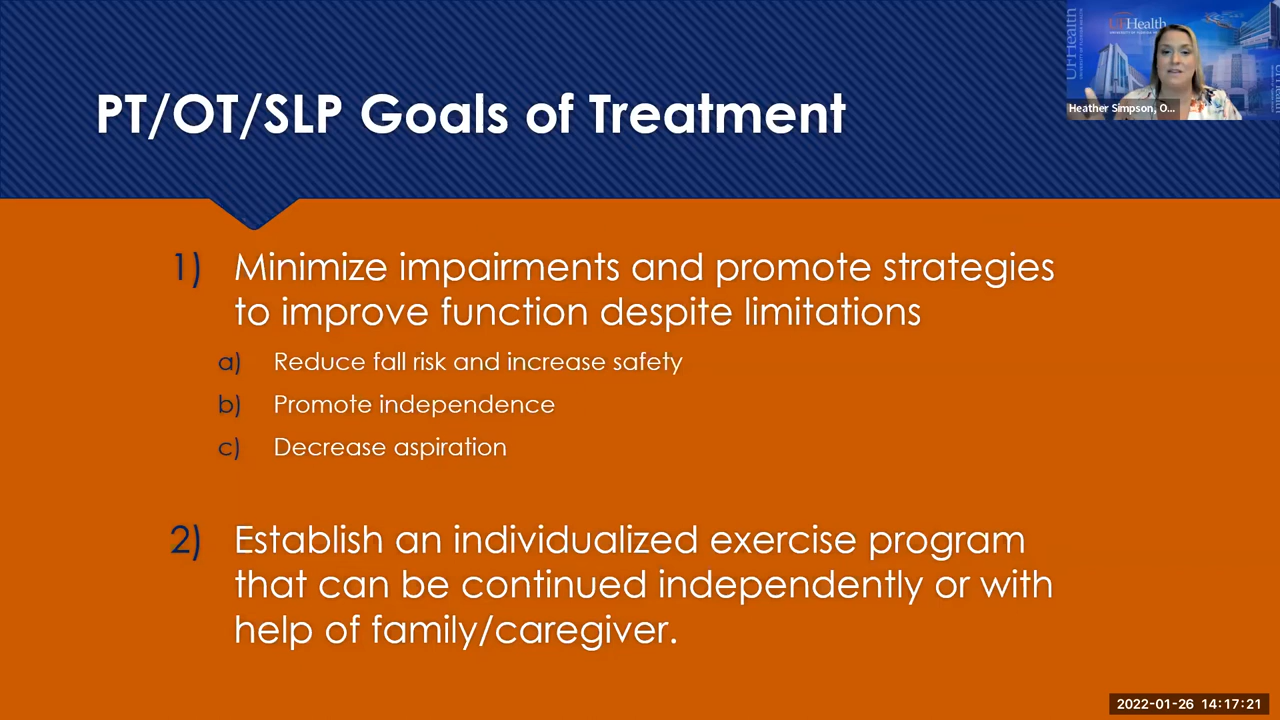 PT/OT/SLP Goals of Treatment
UFHealth
UFHealth
Heather Simpson, O...
1) Minimize impairments and promote strategies
to improve function despite limitations
a) Reduce fall risk and increase safety
b) Promote independence
c) Decrease aspiration
2) Establish an individualized exercise program
that can be continued independently or with
help of family/caregiver.
2022-01-26 14:17:21